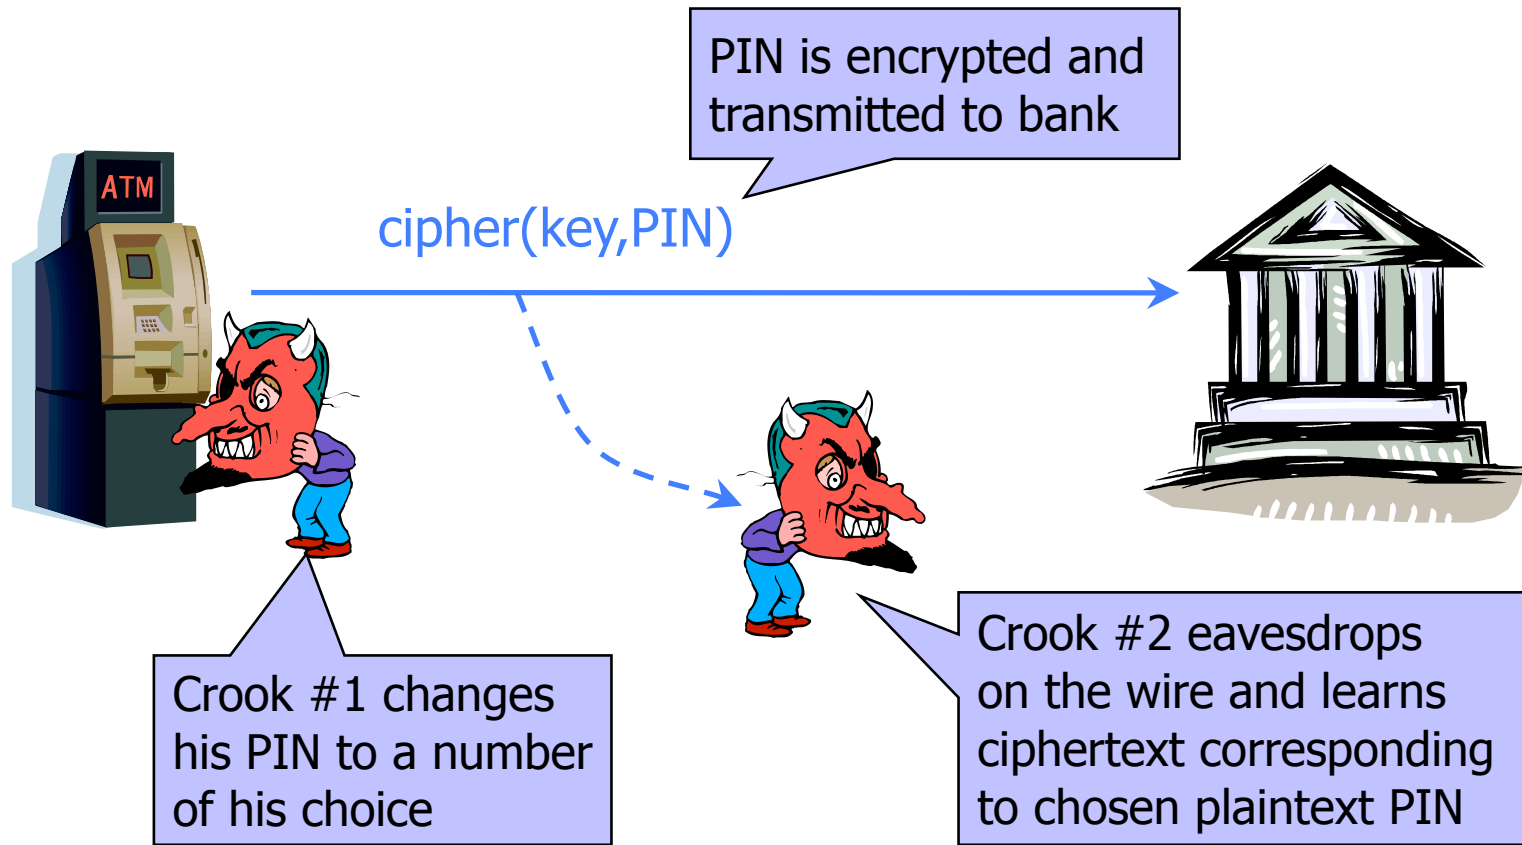 PIN is encrypted and
transmitted to bank
ATM
cipher(key,PIN)
Crook #1 changes
his PIN to a number
of his choice
Crook #2 eavesdrops
on the wire and learns
ciphertext corresponding
to chosen plaintext PIN